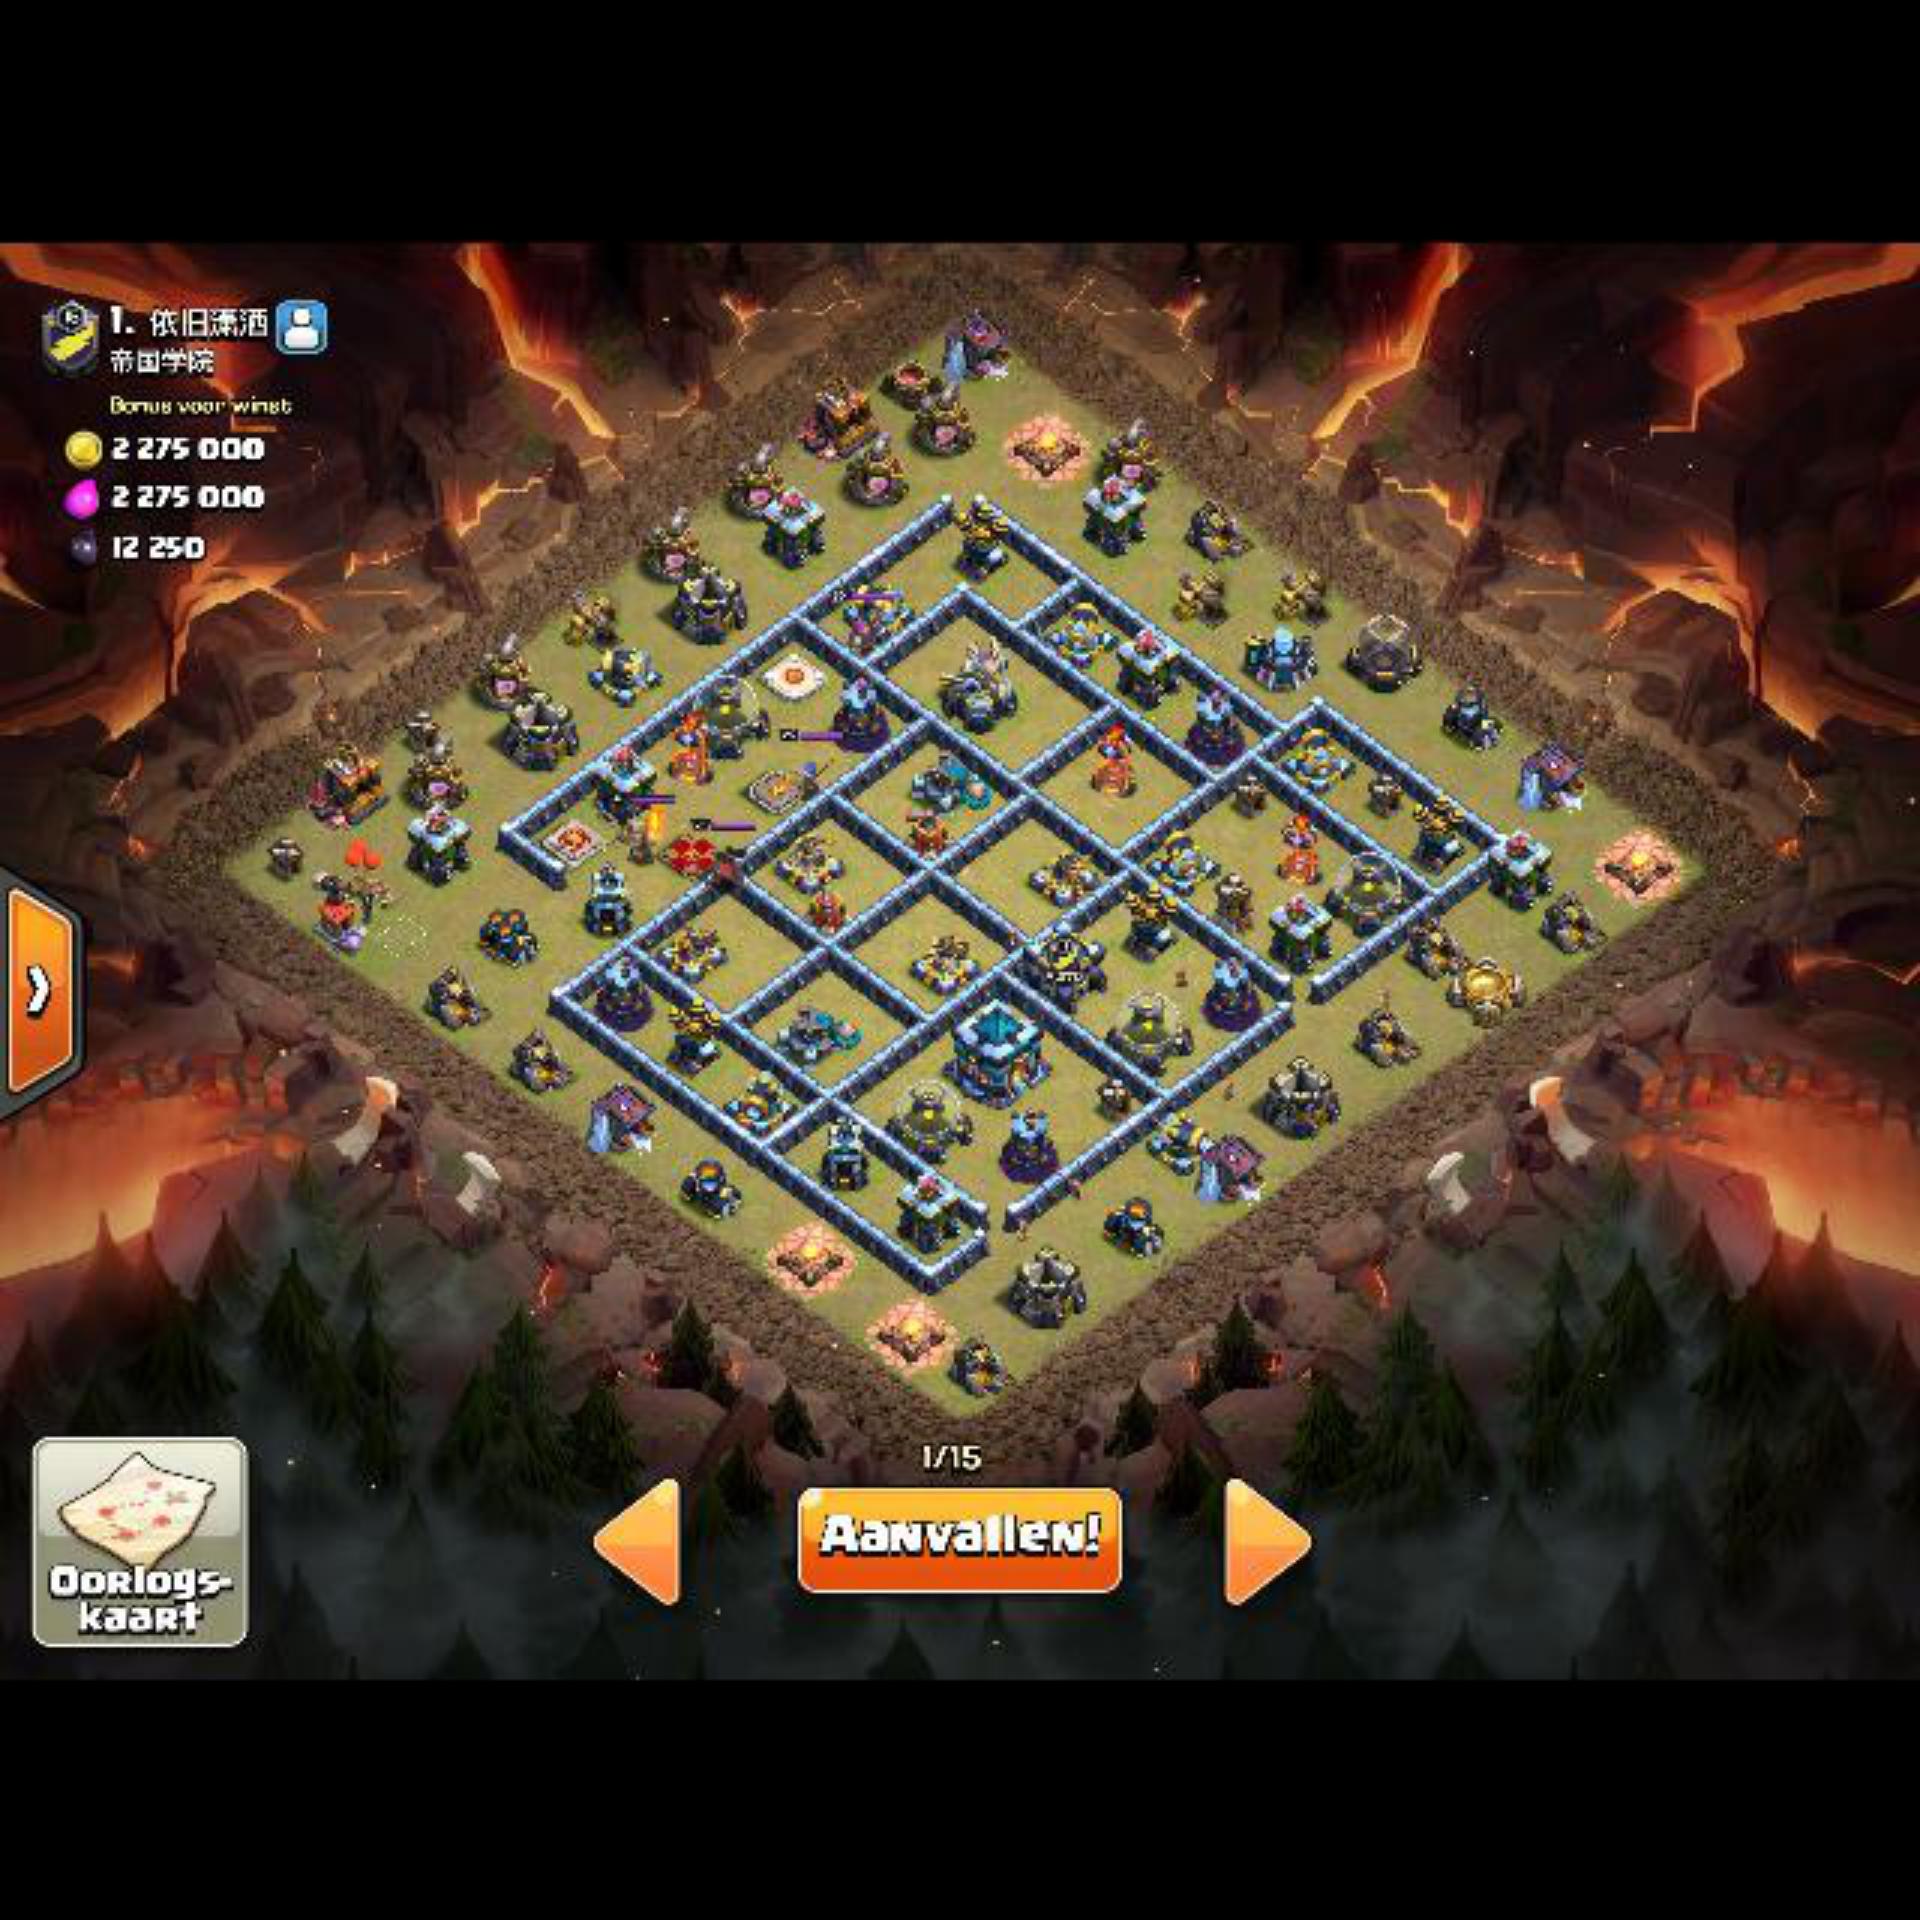 1. 依旧潇洒
帝国学院
Bonus voor winst
2 275 000
2 275 000
12 250
1/15
Aanvallen!
Oorlogs-
kaart